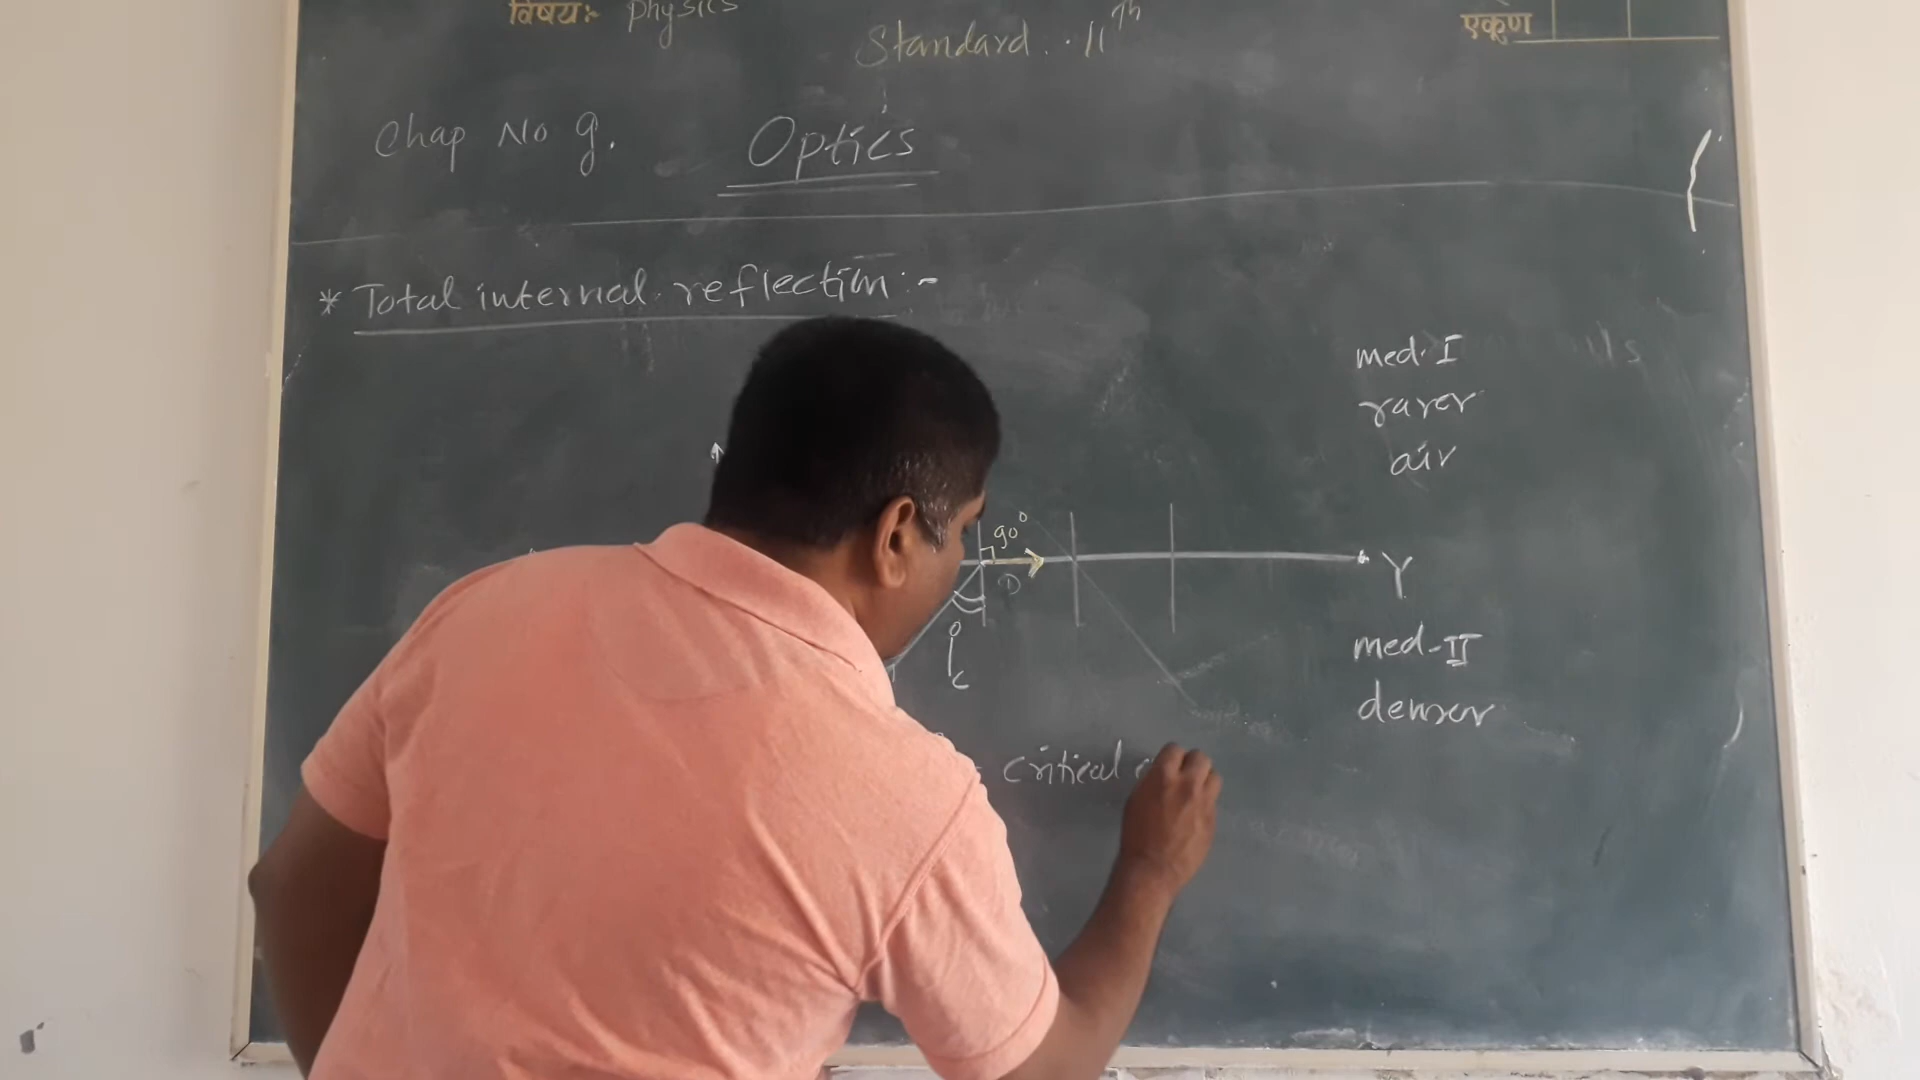 विषय:- Physics
Standard. . 11th
एकूण
Chap No 9.
Optics
* Total internal reflection :-
med. I
rarer
air
90°
D
Y
ic
med-II
denser
= critical